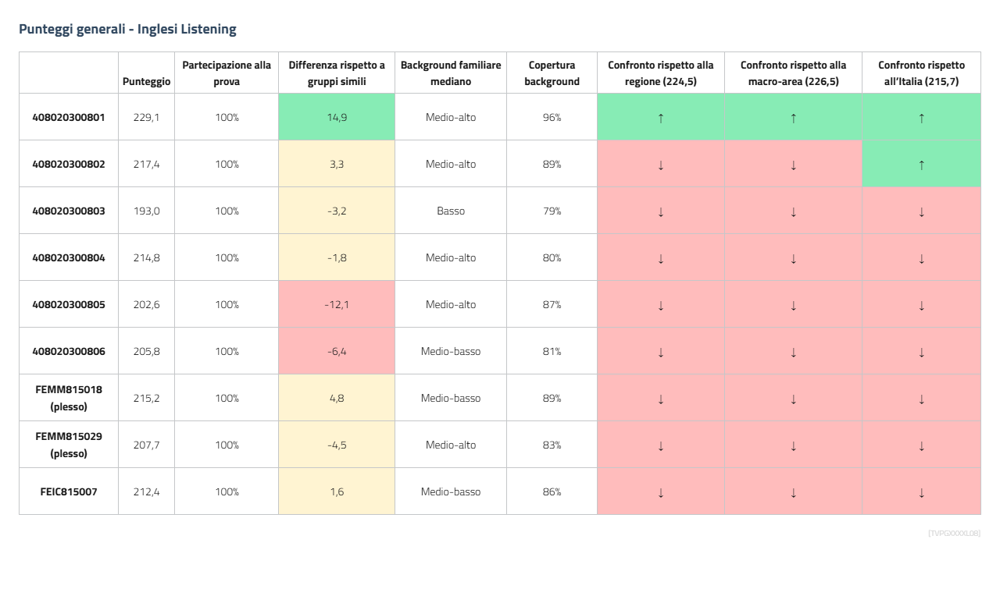 Punteggi generali - Inglesi Listening
Punteggio
Partecipazione alla prova
Differenza rispetto a gruppi simili
Background familiare mediano
Copertura background
Confronto rispetto alla regione (224,5)
Confronto rispetto alla macro-area (226,5)
Confronto rispetto all'Italia (215,7)
408020300801 229,1 100% 14,9 Medio-alto 96% ↑ ↑ ↑
408020300802 217,4 100% 3,3 Medio-alto 89% ↓ ↓ ↑
408020300803 193,0 100% -3,2 Basso 79% ↓ ↓ ↓
408020300804 214,8 100% -1,8 Medio-alto 80% ↓ ↓ ↓
408020300805 202,6 100% -12,1 Medio-alto 87% ↓ ↓ ↓
408020300806 205,8 100% -6,4 Medio-basso 81% ↓ ↓ ↓
FEMM815018 (plesso) 215,2 100% 4,8 Medio-basso 89% ↓ ↓ ↓
FEMM815029 (plesso) 207,7 100% -4,5 Medio-alto 83% ↓ ↓ ↓
FEIC815007 212,4 100% 1,6 Medio-basso 86% ↓ ↓ ↓